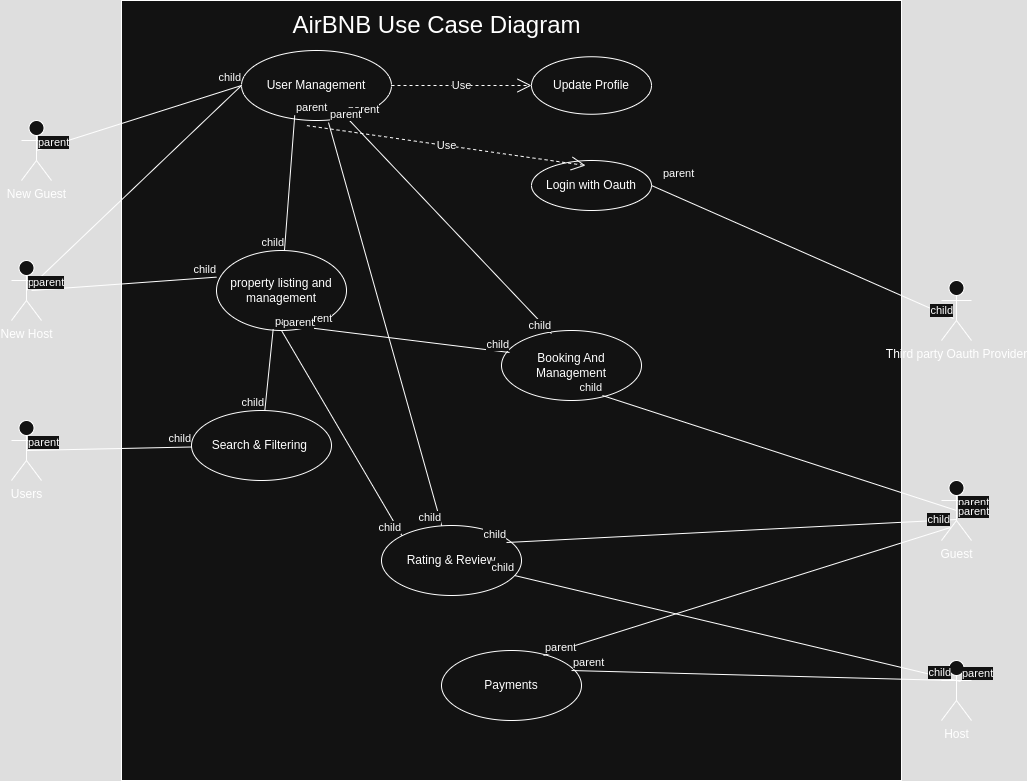 AirBNB Use Case Diagram
child
User Management
Use
Update Profile
parent
parent
parent
New Guest
Use
Login with Oauth
parent
child
child
parent
New Host
property listing and
management
parent
child
Third party Oauth Provider
child
child
Booking And
Management
child
child
parent
Users
child
Search & Filtering
parent
parent
child
Guest
child
child
child
Rating & Review
child
parent
parent
child
parent
Payments
Host